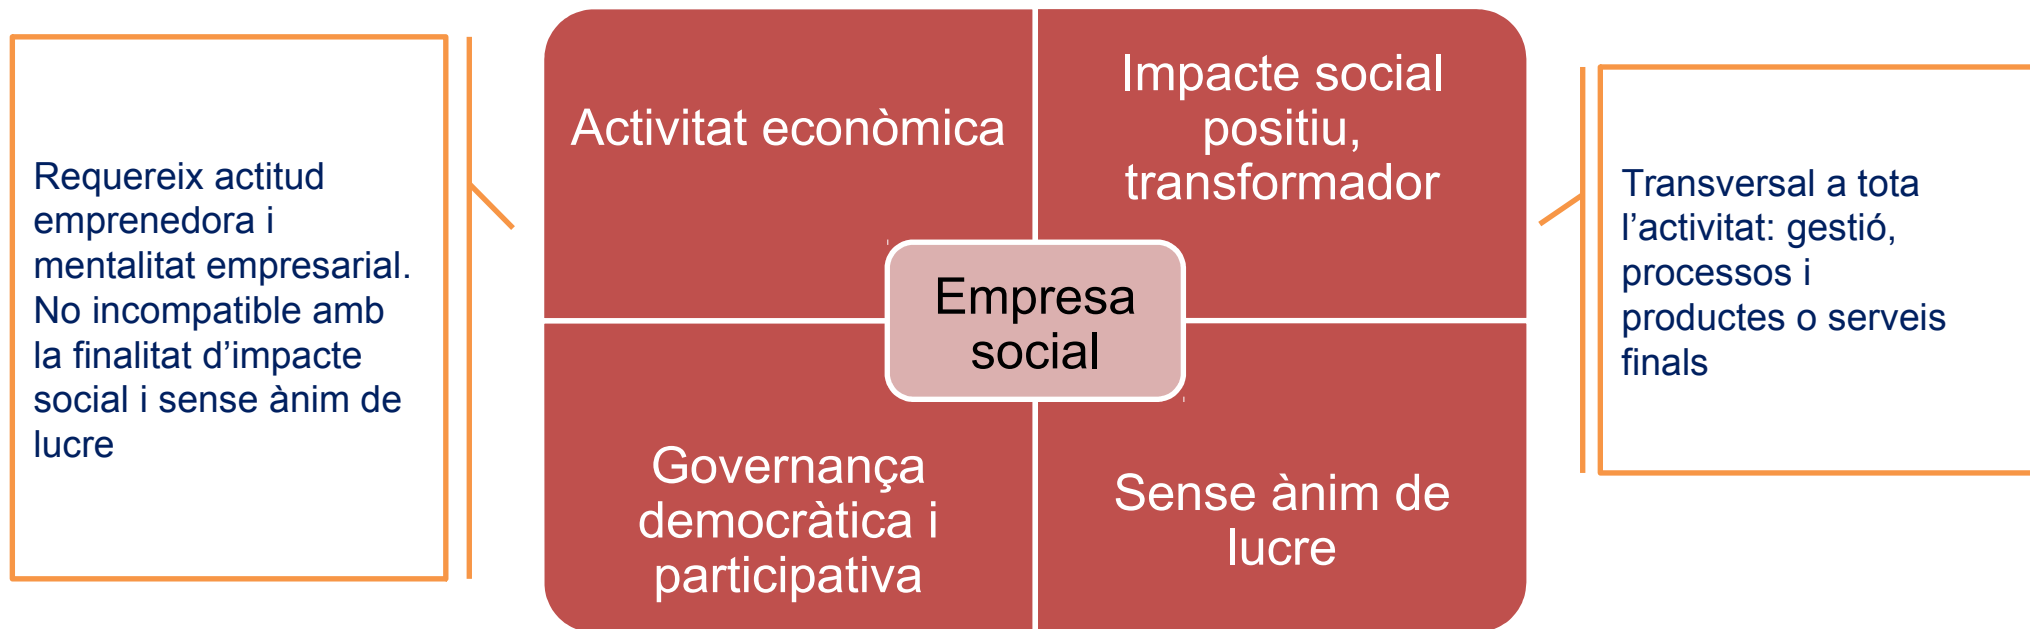 Requereix actitud
emprenedora i
mentalitat empresarial.
No incompatible amb
la finalitat d’impacte
social i sense ànim de
lucre
Activitat econòmica
Impacte social
positiu,
transformador
Empresa
social
Governança
democràtica i
participativa
Sense ànim de
lucre
Transversal a tota
l’activitat: gestió,
processos i
productes o serveis
finals